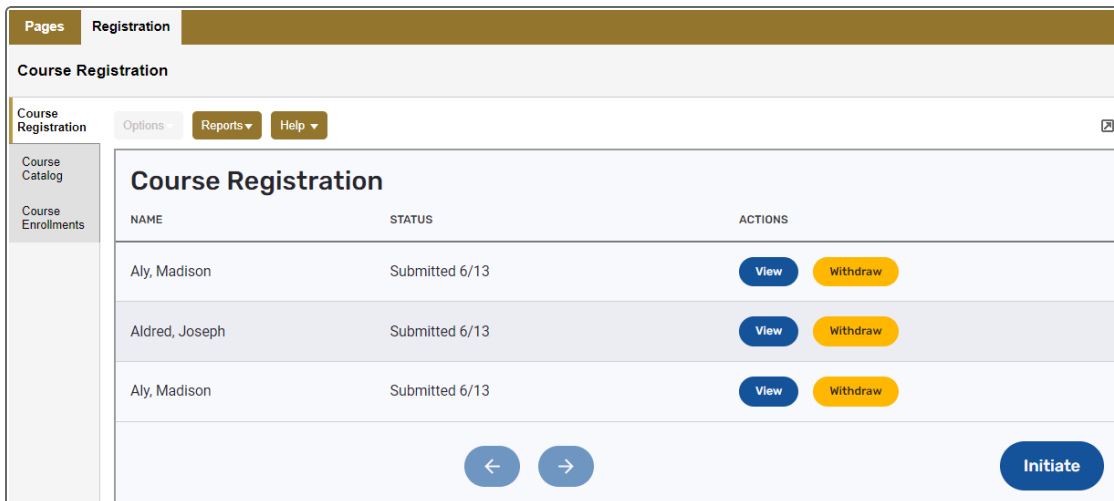 Pages Registration
Course Registration
Course
Registration
Options Reports Help
Course
Catalog
Course
Enrollments
Course Registration
NAME STATUS ACTIONS
Aly, Madison Submitted 6/13 View Withdraw
Aldred, Joseph Submitted 6/13 View Withdraw
Aly, Madison Submitted 6/13 View Withdraw
Initiate